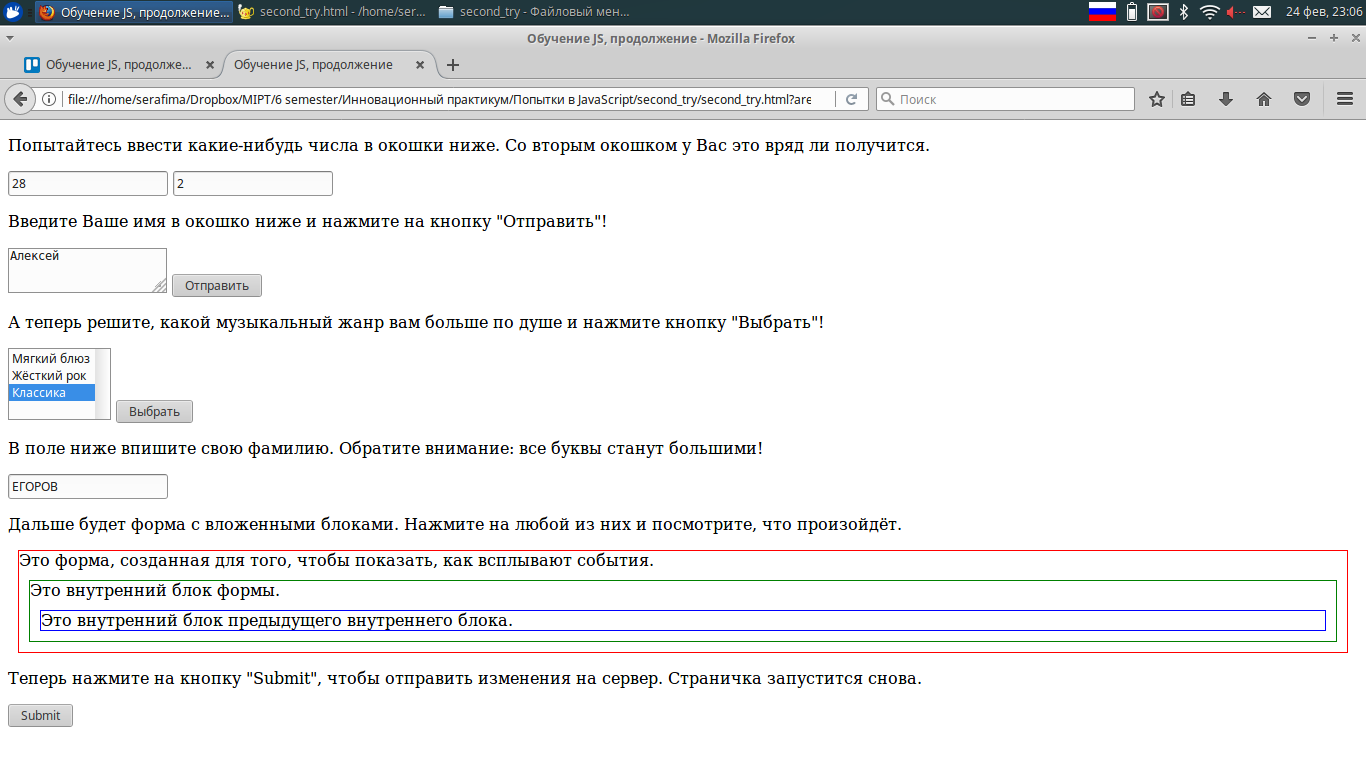 Обучение JS, продолжение...
second_try.html - /home/ser...
second_try - Файловый мен...
24 фев, 23:06
Обучение JS, продолжение - Mozilla Firefox
Обучение JS, продолже...
Обучение JS, продолжение
file:///home/serafima/Dropbox/MIPT/6 semester/Инновационный практикум/Попытки в JavaScript/second_try/second_try.html?are
Поиск
Попытайтесь ввести какие-нибудь числа в окошки ниже. Со вторым окошком у Вас это вряд ли получится.
28
2
Введите Ваше имя в окошко ниже и нажмите на кнопку "Отправить"!
Алексей
Отправить
А теперь решите, какой музыкальный жанр вам больше по душе и нажмите кнопку "Выбрать"!
Мягкий блюз
Жёсткий рок
Классика
Выбрать
В поле ниже впишите свою фамилию. Обратите внимание: все буквы станут большими!
ЕГОРОВ
Дальше будет форма с вложенными блоками. Нажмите на любой из них и посмотрите, что произойдёт.
Это форма, созданная для того, чтобы показать, как всплывают события.
Это внутренний блок формы.
Это внутренний блок предыдущего внутреннего блока.
Теперь нажмите на кнопку "Submit", чтобы отправить изменения на сервер. Страничка запустится снова.
Submit